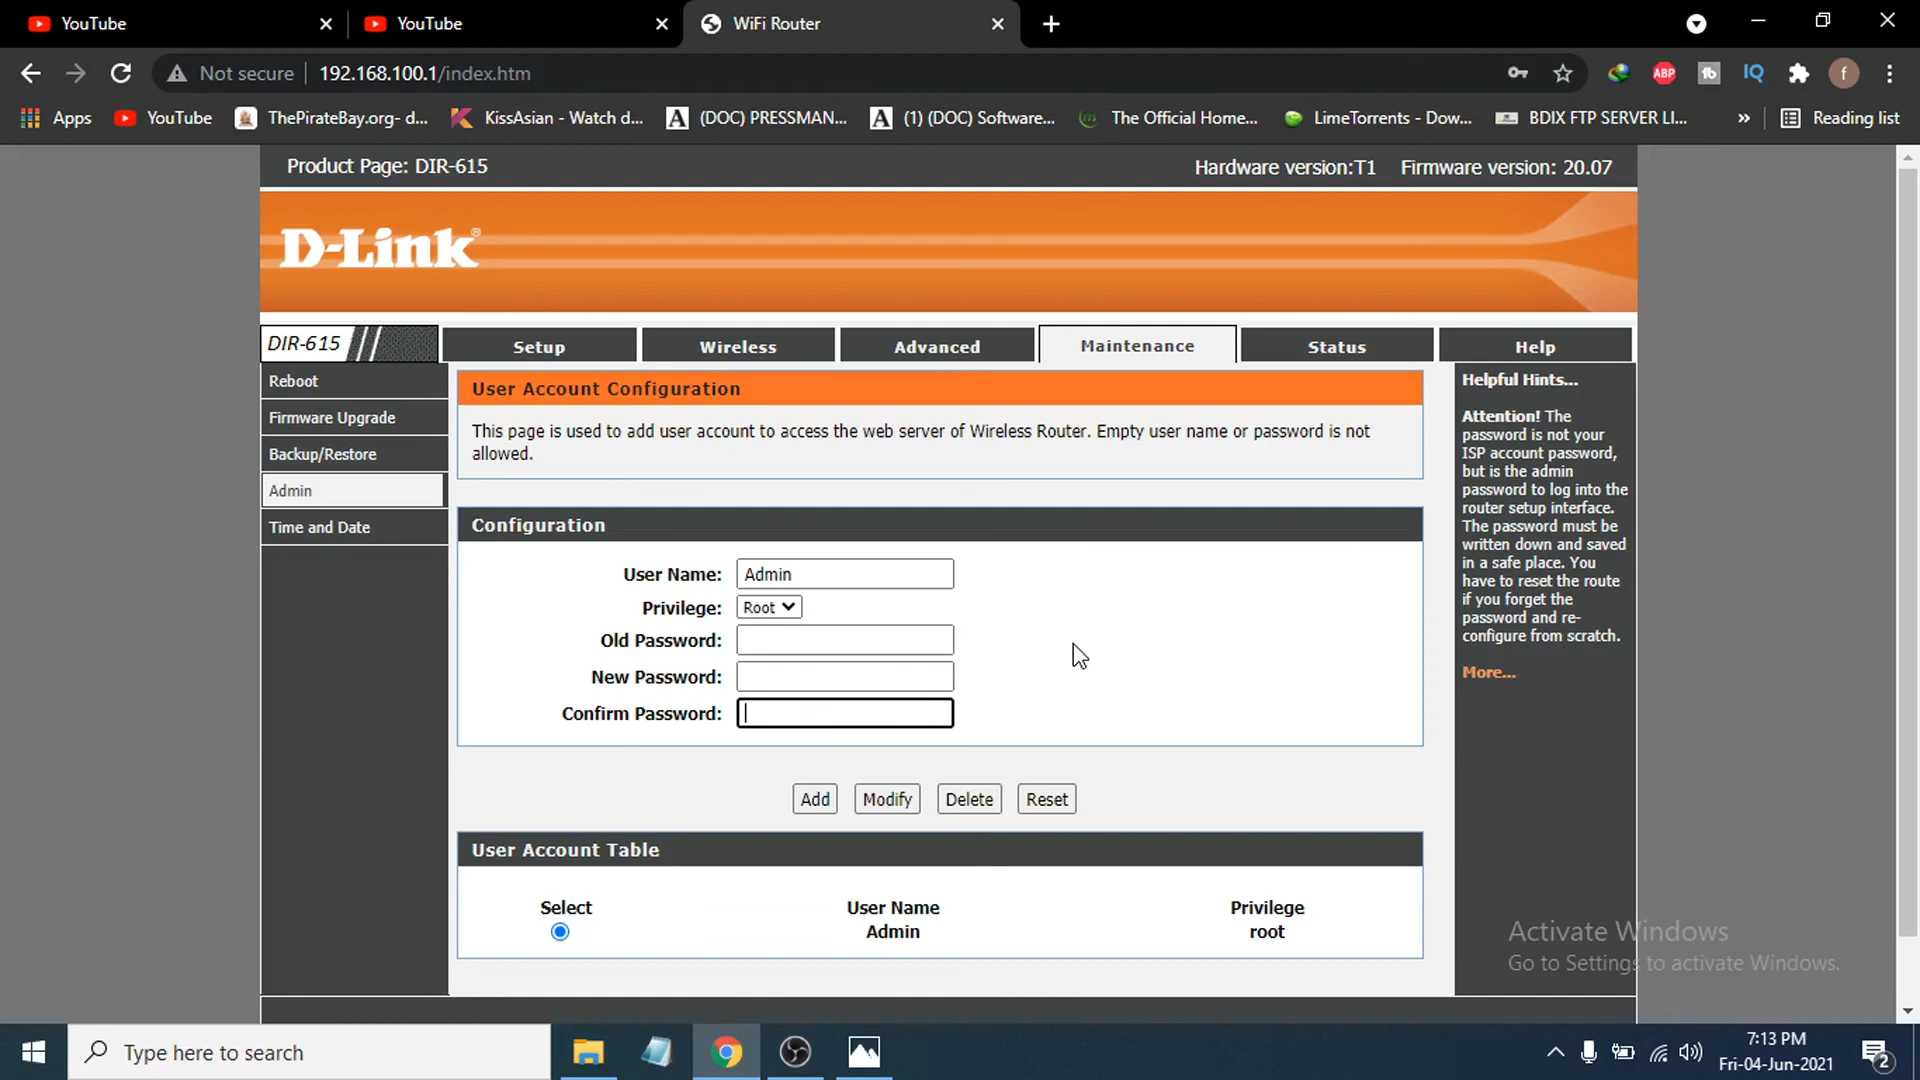 YouTube
YouTube
WiFi Router
Not secure
192.168.100.1/index.htm
ABP
tb
IQ
f
Apps
YouTube
ThePirateBay.org- d...
KissAsian - Watch d...
(DOC) PRESSMAN...
(1) (DOC) Software...
The Official Home...
LimeTorrents - Dow...
BDIX FTP SERVER LI...
»
Reading list
Product Page: DIR-615
Hardware version:T1 Firmware version: 20.07
D-Link®
DIR-615
Setup
Wireless
Advanced
Maintenance
Status
Help
Reboot
Firmware Upgrade
Backup/Restore
Admin
Time and Date
User Account Configuration
This page is used to add user account to access the web server of Wireless Router. Empty user name or password is not
allowed.
Configuration
User Name: Admin
Privilege: Root
Old Password:
New Password:
Confirm Password:
Add
Modify
Delete
Reset
User Account Table
Select
User Name
Privilege
Admin
root
Helpful Hints...
Attention! The
password is not your
ISP account password,
but is the admin
password to log into the
router setup interface.
The password must be
written down and saved
in a safe place. You
have to reset the route
if you forget the
password and re-
configure from scratch.
More...
Activate Windows
Go to Settings to activate Windows.
Type here to search
7:13 PM
Fri-04-Jun-2021
2